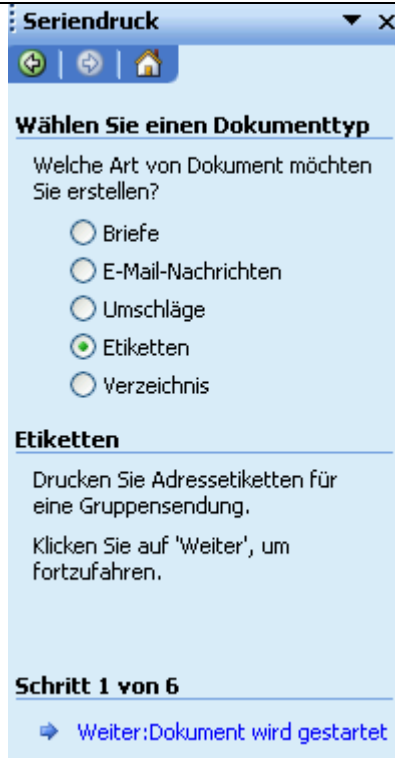 Seriendruck
Wählen Sie einen Dokumenttyp
Welche Art von Dokument möchten
Sie erstellen?
Briefe
E-Mail-Nachrichten
Umschläge
Etiketten
Verzeichnis
Etiketten
Drucken Sie Adressetiketten für
eine Gruppensendung.
Klicken Sie auf 'Weiter', um
fortzufahren.
Schritt 1 von 6
Weiter:Dokument wird gestartet